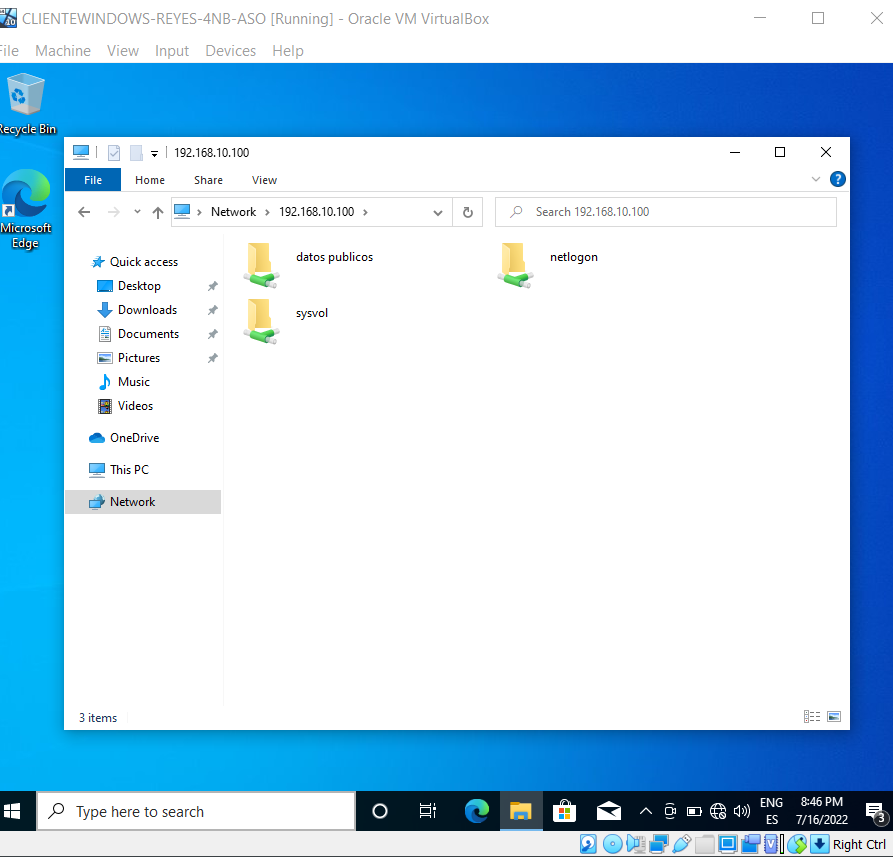 CLIENTEWINDOWS-REYES-4NB-ASO [Running] - Oracle VM VirtualBox
File Machine View Input Devices Help
Recycle Bin
Microsoft
Edge
192.168.10.100
File Home Share View
Network 192.168.10.100
Search 192.168.10.100
Quick access
Desktop
Downloads
Documents
Pictures
Music
Videos
OneDrive
This PC
Network
datos publicos
netlogon
sysvol
3 items
Type here to search
ENG
ES
8:46 PM
7/16/2022
3
Right Ctrl